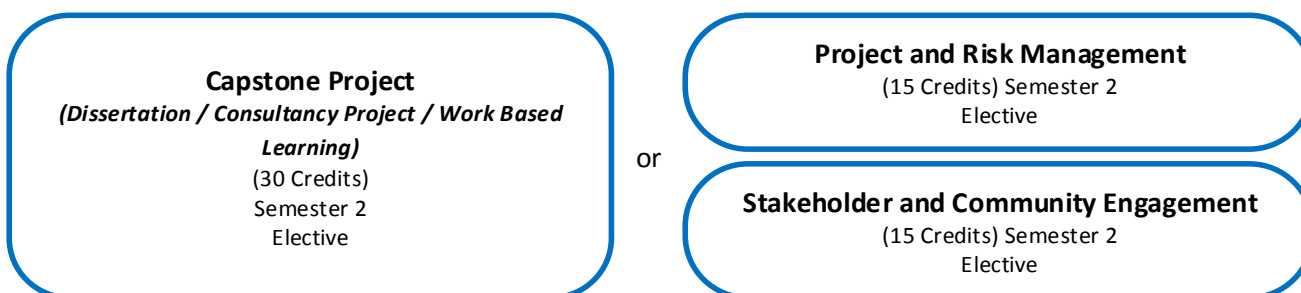 Capstone Project
(Dissertation / Consultancy Project / Work Based
Learning)
(30 Credits)
Semester 2
Elective
or
Project and Risk Management
(15 Credits) Semester 2
Elective
Stakeholder and Community Engagement
(15 Credits) Semester 2
Elective